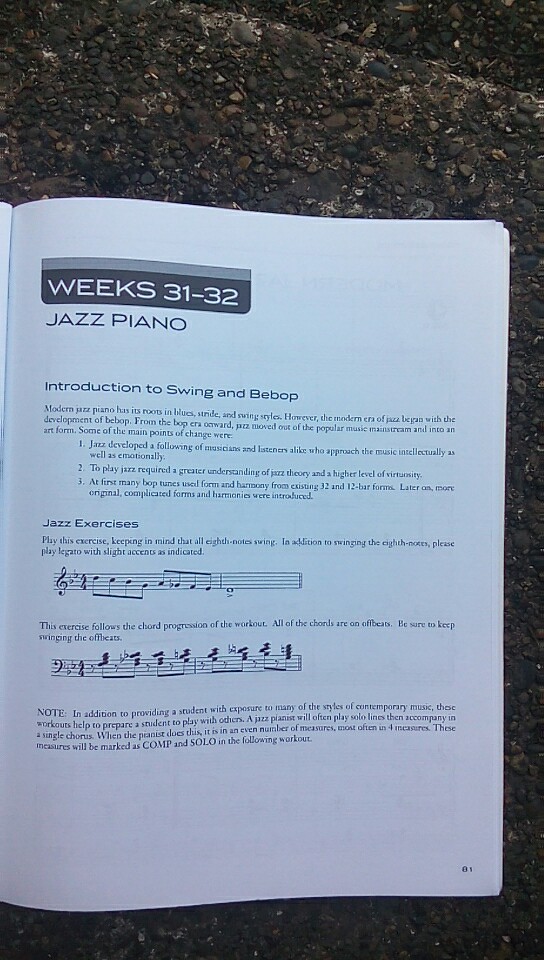 WEEKS 31–32
JAZZ PIANO
Introduction to Swing and Bebop
Modern jazz piano has its roots in blues, stride, and swing styles. However, the modern era of jazz began with the
development of bebop. From the bop era onward, jazz moved out of the popular music mainstream and into an
art form. Some of the main points of change were:
1. Jazz developed a following of musicians and listeners alike who approach the music intellectually as
well as emotionally.
2. To play jazz required a greater understanding of jazz theory and a higher level of virtuosity.
3. At first many bop tunes used form and harmony from existing 32 and 12-bar forms. Later on, more
original, complicated forms and harmonies were introduced.
Jazz Exercises
Play this exercise, keeping in mind that all eighth-notes swing. In addition to swinging the eighth-notes, please
play legato with slight accents as indicated.
This exercise follows the chord progression of the workout. All of the chords are on offbeats. Be sure to keep
swinging the offbeats.
NOTE: In addition to providing a student with exposure to many of the styles of contemporary music, these
workouts help to prepare a student to play with others. A jazz pianist will often play solo lines then accompany in
a single chorus. When the pianist does this, it is in an even number of measures, most often in 4 measures. These
measures will be marked as COMP and SOLO in the following workout.
81